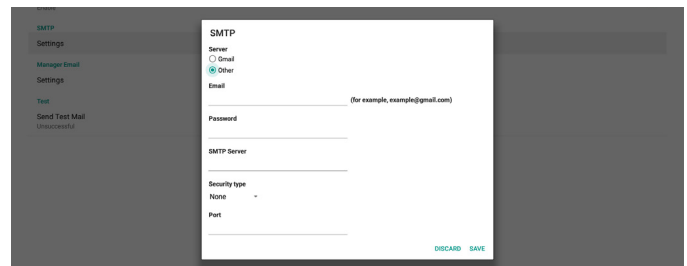 Enable
SMTP
Settings
Manager Email
Settings
Test
Send Test Mail
Unsuccessful
SMTP
Server
Gmail
Other
Email
(for example, example@gmail.com)
Password
SMTP Server
Security type
None
Port
DISCARD SAVE